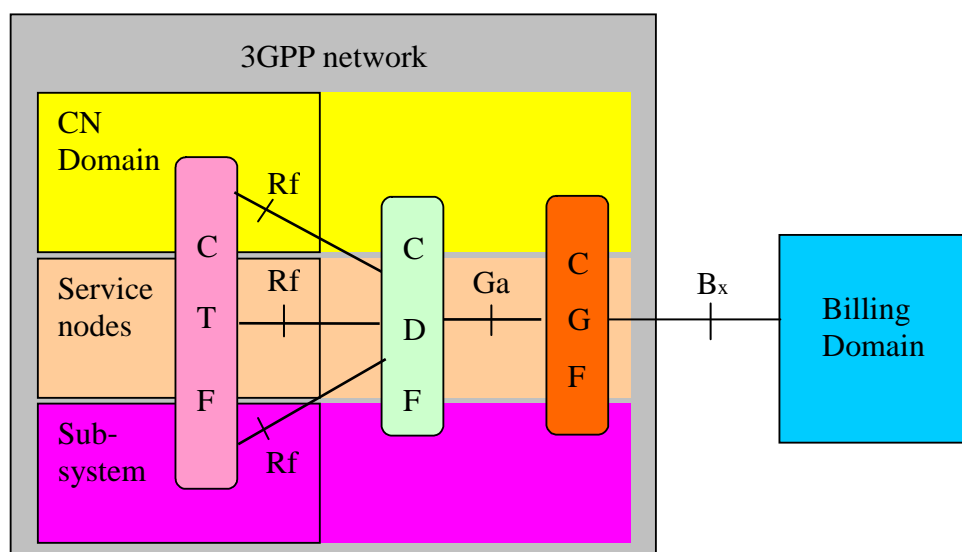 3GPP network
CN
Domain
Rf
C
T
F
Rf
Rf
Service
nodes
Sub-
system
C
D
F
Ga
C
G
F
Bx
Billing
Domain